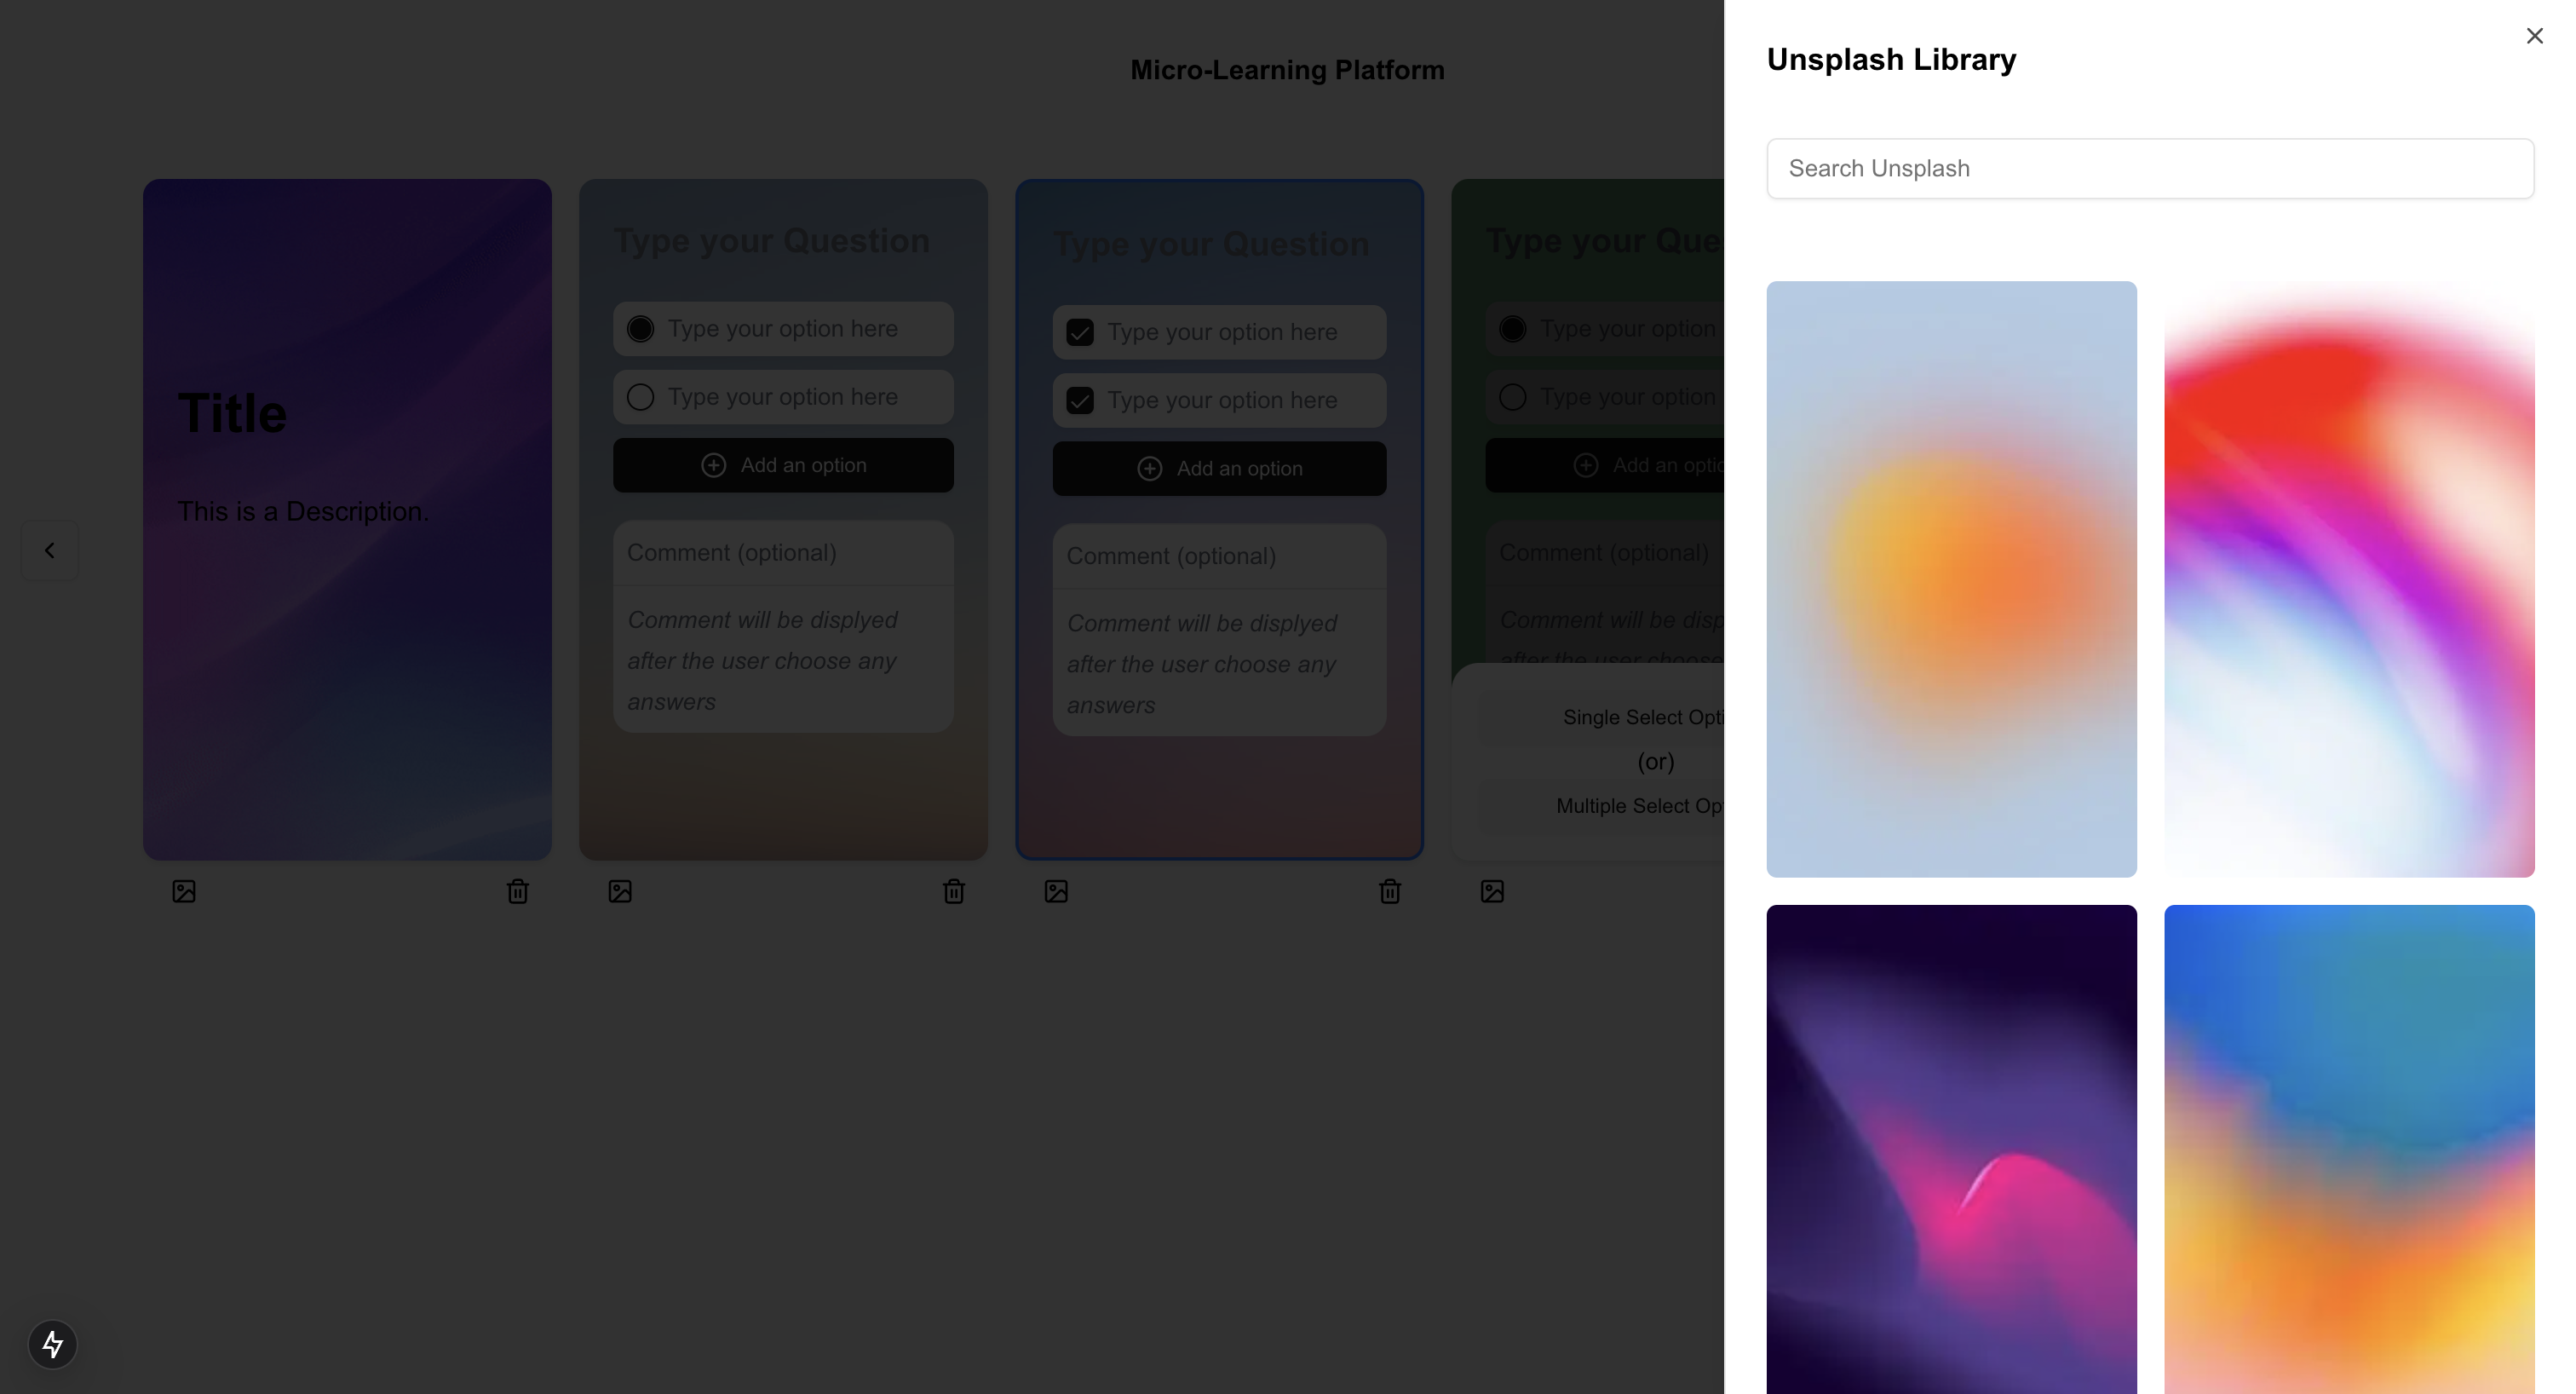 Micro-Learning Platform
Title
This is a Description.
Type your Question
Type your option here
Type your option here
Add an option
Comment (optional)
Comment will be displyed
after the user choose any
answers
Type your Question
Type your option here
Type your option here
Add an option
Comment (optional)
Comment will be displyed
after the user choose any
answers
Type your Que
Type your option
Type your option
Add an optio
Comment (optional)
Comment will be disp
after the user choose
Single Select Opti
(or)
Multiple Select Opt
Unsplash Library
Search Unsplash